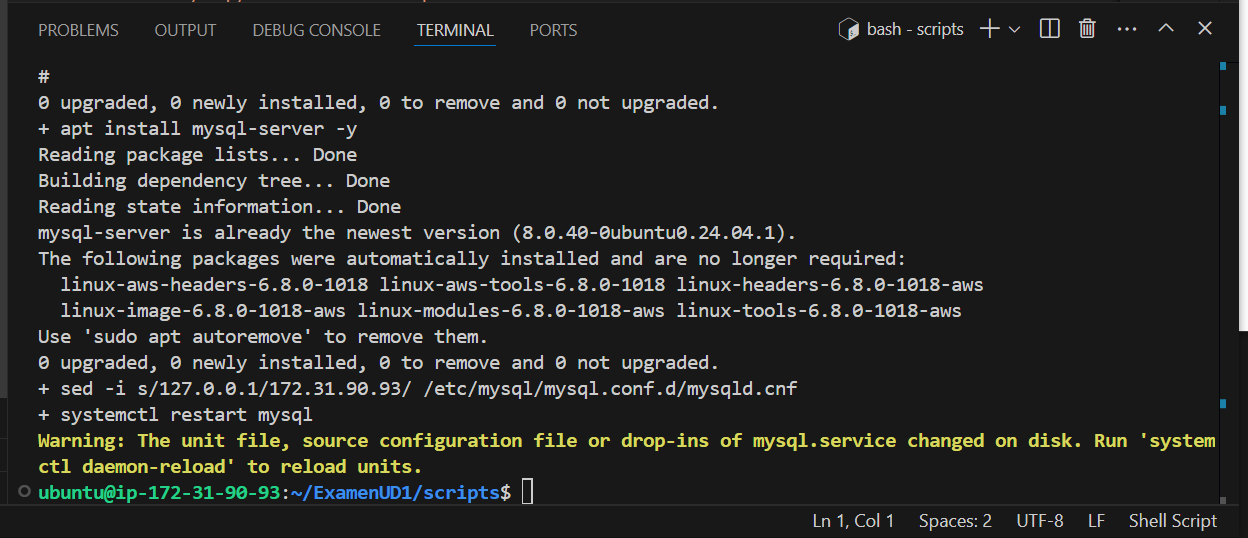 PROBLEMS OUTPUT DEBUG CONSOLE TERMINAL PORTS bash - scripts
#
0 upgraded, 0 newly installed, 0 to remove and 0 not upgraded.
+ apt install mysql-server -y
Reading package lists... Done
Building dependency tree... Done
Reading state information... Done
mysql-server is already the newest version (8.0.40-0ubuntu0.24.04.1).
The following packages were automatically installed and are no longer required:
  linux-aws-headers-6.8.0-1018 linux-aws-tools-6.8.0-1018 linux-headers-6.8.0-1018-aws
  linux-image-6.8.0-1018-aws linux-modules-6.8.0-1018-aws linux-tools-6.8.0-1018-aws
Use 'sudo apt autoremove' to remove them.
0 upgraded, 0 newly installed, 0 to remove and 0 not upgraded.
+ sed -i s/127.0.0.1/172.31.90.93/ /etc/mysql/mysql.conf.d/mysqld.cnf
+ systemctl restart mysql
Warning: The unit file, source configuration file or drop-ins of mysql.service changed on disk. Run 'system
ctl daemon-reload' to reload units.
ubuntu@ip-172-31-90-93:~/ExamenUD1/scripts$
Ln 1, Col 1 Spaces: 2 UTF-8 LF Shell Script